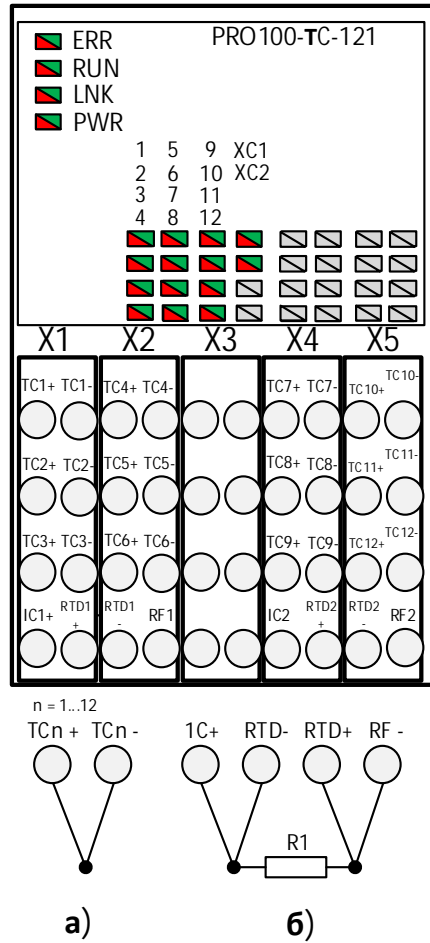 ERR PRO100-TC-121
RUN
LNK
PWR
1 5 9 XC1
2 6 10 XC2
3 7 11
4 8 12
X1 X2 X3 X4 X5
TC1+ TC1- TC4+ TC4- TC7+ TC7- TC10+ TC10-
TC2+ TC2- TC5+ TC5- TC8+ TC8- TC11+ TC11-
TC3+ TC3- TC6+ TC6- TC9+ TC9- TC12+ TC12-
IC1+ RTD1 + RTD1 - RF1 IC2 RTD2 + RTD2 - RF2
n = 1...12
TCn + TCn - 1C+ RTD- RTD+ RF -
R1
а) б)